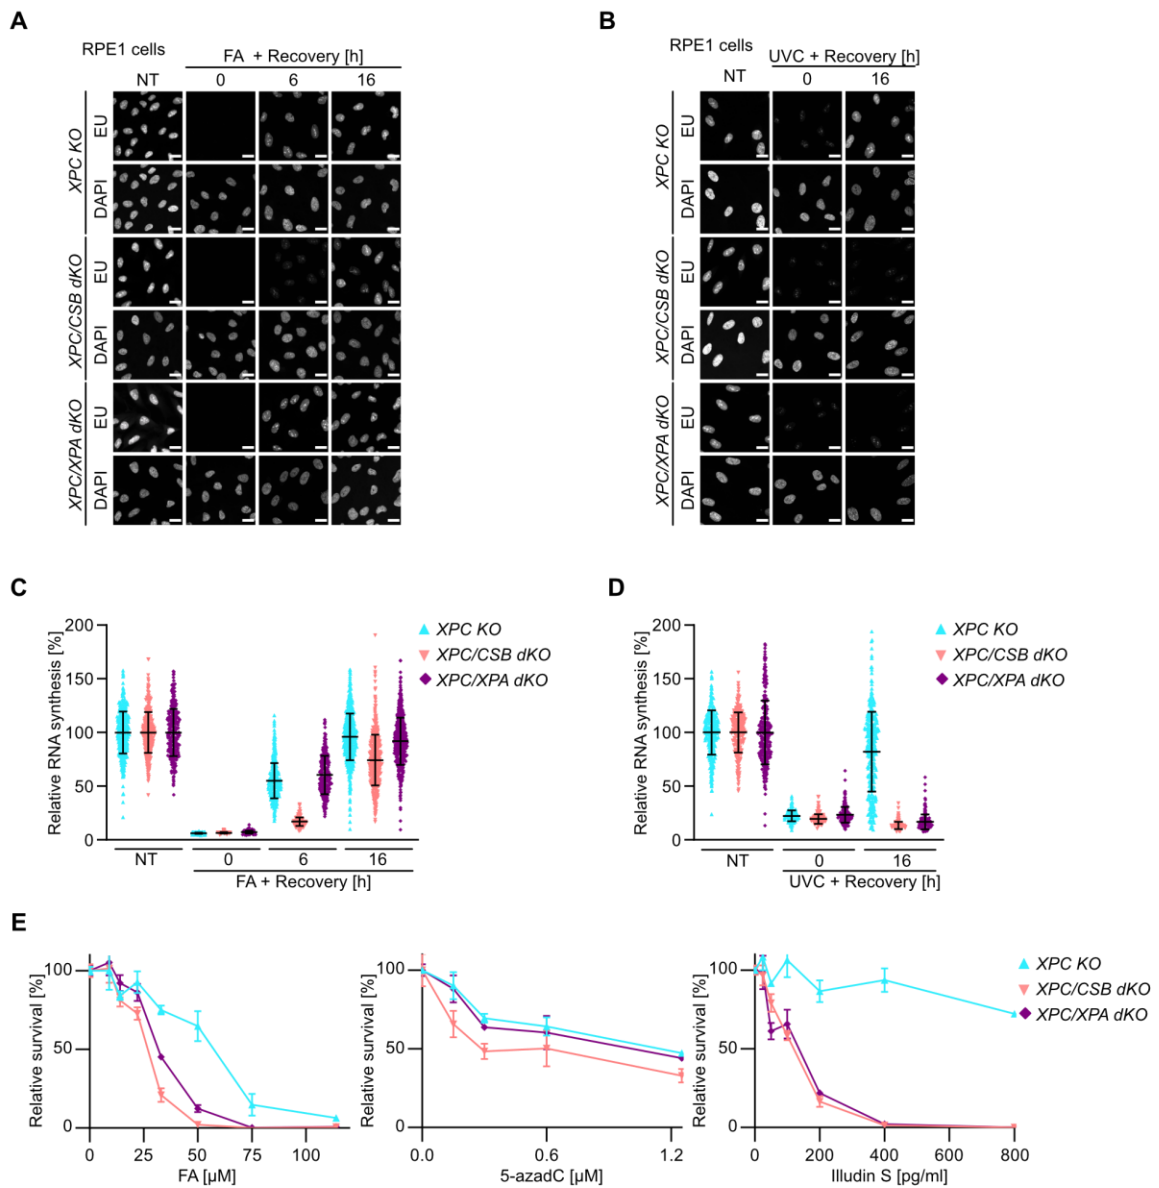 A
RPE1 cells
FA + Recovery [h]
NT 0 6 16
XPC KO
EU
DAPI
XPC/CSB dKO
EU
DAPI
XPC/XPA dKO
EU
DAPI
B
RPE1 cells
UVC + Recovery [h]
NT 0 16
XPC KO
EU
DAPI
XPC/CSB dKO
EU
DAPI
XPC/XPA dKO
EU
DAPI
C
Relative RNA synthesis [%]
200
150
100
50
0
NT 0 6 16
FA + Recovery [h]
XPC KO
XPC/CSB dKO
XPC/XPA dKO
D
Relative RNA synthesis [%]
200
150
100
50
0
NT 0 16
UVC + Recovery [h]
XPC KO
XPC/CSB dKO
XPC/XPA dKO
E
Relative survival [%]
100
50
0
0 25 50 75 100
FA [µM]
Relative survival [%]
100
50
0
0.0 0.6 1.2
5-azadC [µM]
Relative survival [%]
100
50
0
0 200 400 600 800
Illudin S [pg/ml]
XPC KO
XPC/CSB dKO
XPC/XPA dKO